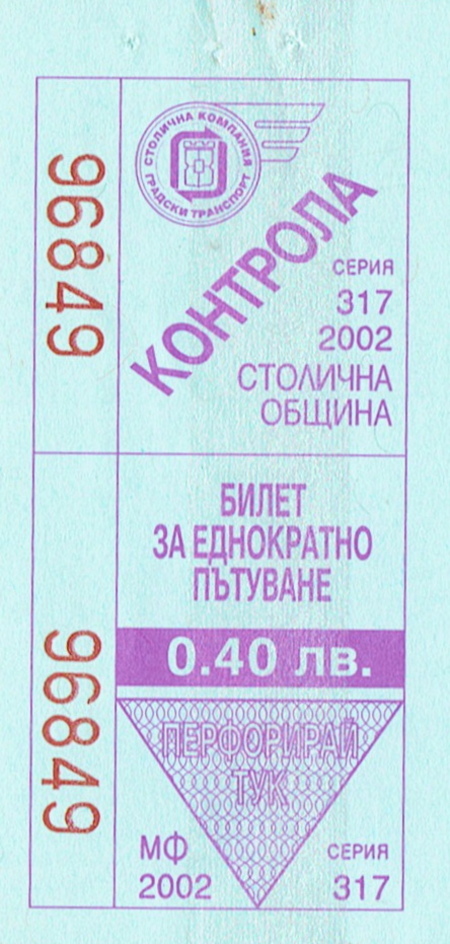 СТОЛИЧНА КОМПАНИЯ
ГРАДСКИ ТРАНСПОРТ
КОНТРОЛА
СЕРИЯ
317
2002
СТОЛИЧНА
ОБЩИНА
96849
БИЛЕТ
ЗА ЕДНОКРАТНО
ПЪТУВАНЕ
0.40 лв.
ПЕРФОРИРАЙ
ТУК
МФ
2002
СЕРИЯ
317
96849